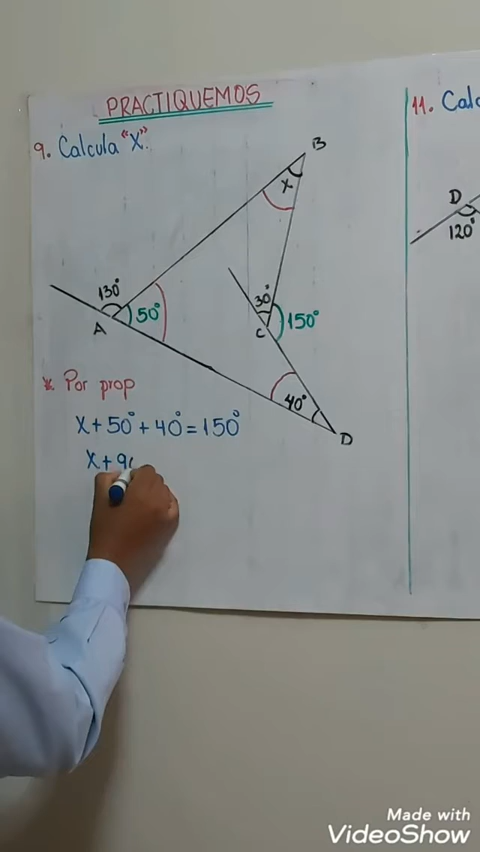 PRACTIQUEMOS
9. Calcula "X".
B
X
130°
50°
A
30°
150°
C
40°
D
* Por prop
X + 50° + 40° = 150°
X + 90
11. Calc
D
120°
Made with
VideoShow